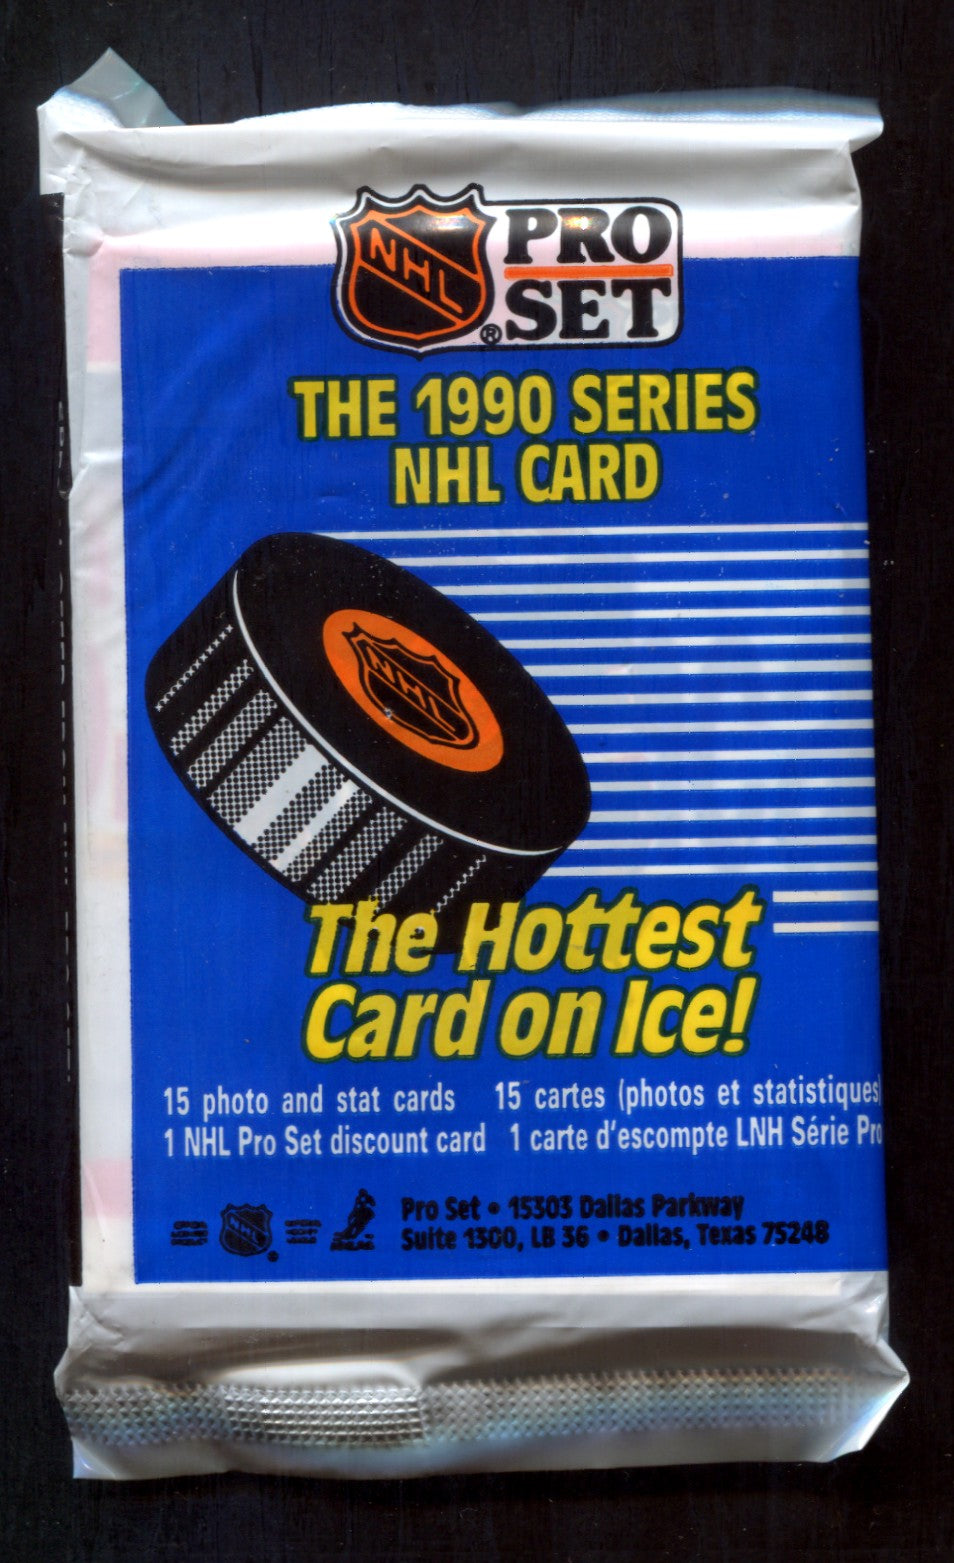 NHL
PRO
SET
®
THE 1990 SERIES
NHL CARD
NHL
The Hottest
Card on Ice!
15 photo and stat cards
1 NHL Pro Set discount card
15 cartes (photos et statistiques)
1 carte d'escompte LNH Série Pro
NHL
Pro Set • 15303 Dallas Parkway
Suite 1300, LB 36 • Dallas, Texas 75248